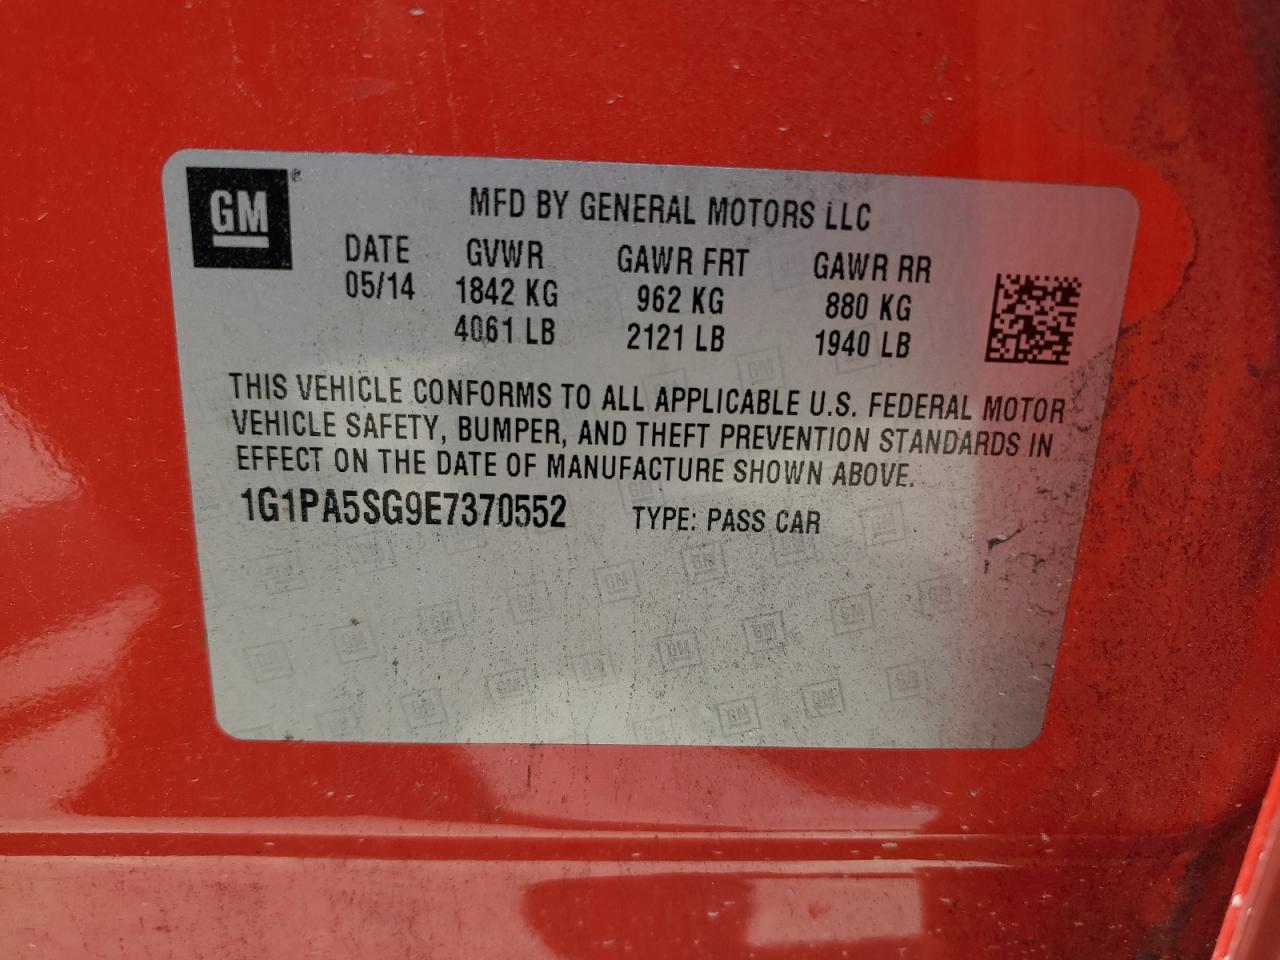 GM®
MFD BY GENERAL MOTORS LLC
DATE GVWR GAWR FRT GAWR RR
05/14 1842 KG 962 KG 880 KG
4061 LB 2121 LB 1940 LB
THIS VEHICLE CONFORMS TO ALL APPLICABLE U.S. FEDERAL MOTOR
VEHICLE SAFETY, BUMPER, AND THEFT PREVENTION STANDARDS IN
EFFECT ON THE DATE OF MANUFACTURE SHOWN ABOVE.
1G1PA5SG9E7370552 TYPE: PASS CAR